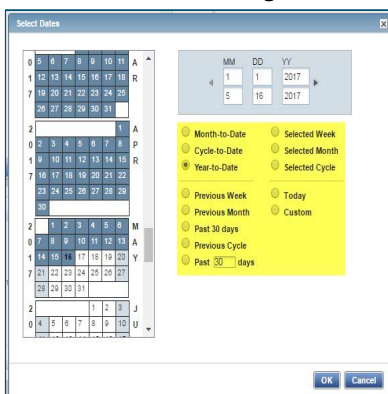 Select Dates
MM DD YY
1 1 2017
5 16 2017
0 5 6 7 8 9 10 11 A
1 12 13 14 15 16 17 18 R
7 19 20 21 22 23 24 25
26 27 28 29 30 31
2 1 A
0 2 3 4 5 6 7 8 P
1 9 10 11 12 13 14 15 R
7 16 17 18 19 20 21 22
23 24 25 26 27 28 29
30
2 1 2 3 4 5 6 M
0 7 8 9 10 11 12 13 A
1 14 15 16 17 18 19 20 Y
7 21 22 23 24 25 26 27
28 29 30 31
2 1 2 3 J
0 4 5 6 7 8 9 10 U
Month-to-Date Selected Week
Cycle-to-Date Selected Month
Year-to-Date Selected Cycle
Previous Week Today
Previous Month Custom
Past 30 days
Previous Cycle
Past 30 days
OK Cancel